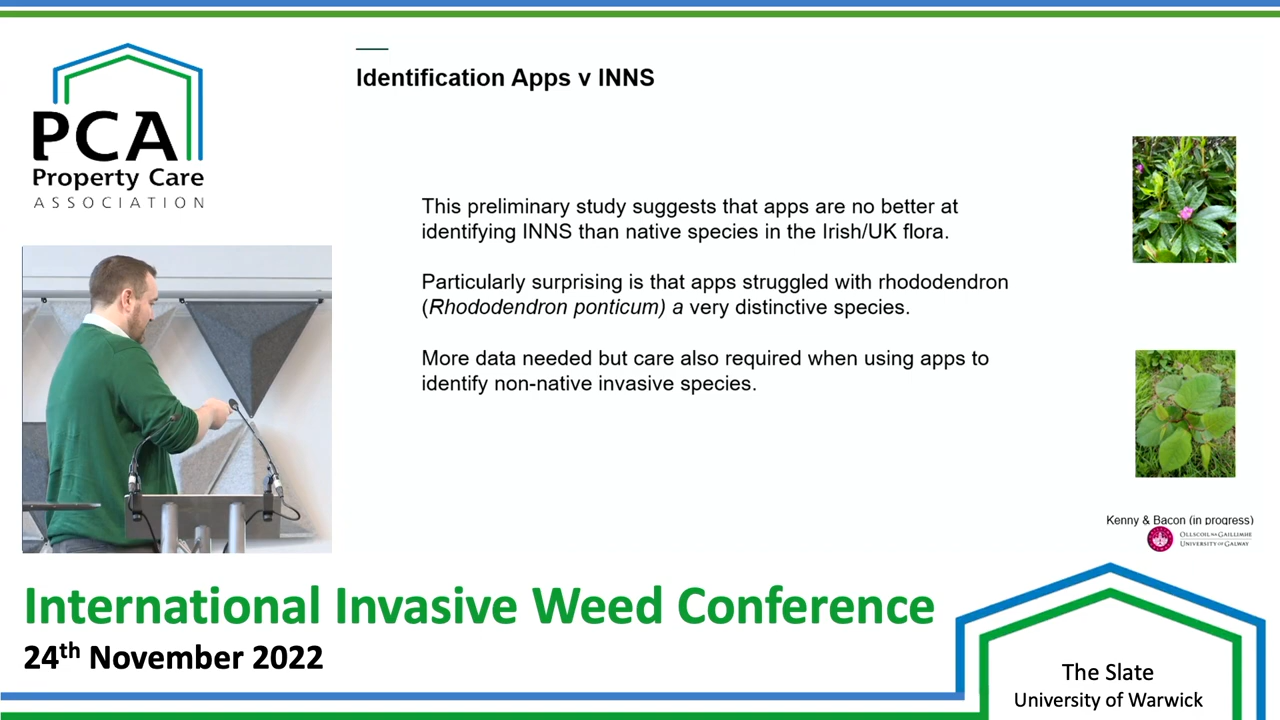 PCA
Property Care
ASSOCIATION
Identification Apps v INNS
This preliminary study suggests that apps are no better at
identifying INNS than native species in the Irish/UK flora.
Particularly surprising is that apps struggled with rhododendron
(Rhododendron ponticum) a very distinctive species.
More data needed but care also required when using apps to
identify non-native invasive species.
Kenny & Bacon (in progress)
OLLSCOIL NA GAILLIMHE
UNIVERSITY OF GALWAY
International Invasive Weed Conference
24th November 2022
The Slate
University of Warwick